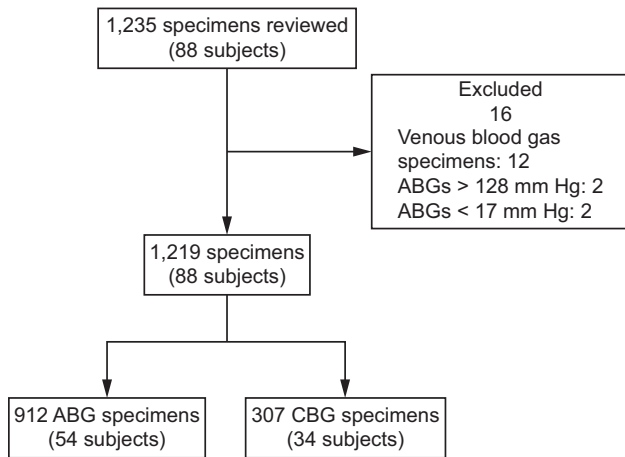 1,235 specimens reviewed
(88 subjects)
Excluded
16
Venous blood gas
specimens: 12
ABGs > 128 mm Hg: 2
ABGs < 17 mm Hg: 2
1,219 specimens
(88 subjects)
912 ABG specimens
(54 subjects)
307 CBG specimens
(34 subjects)